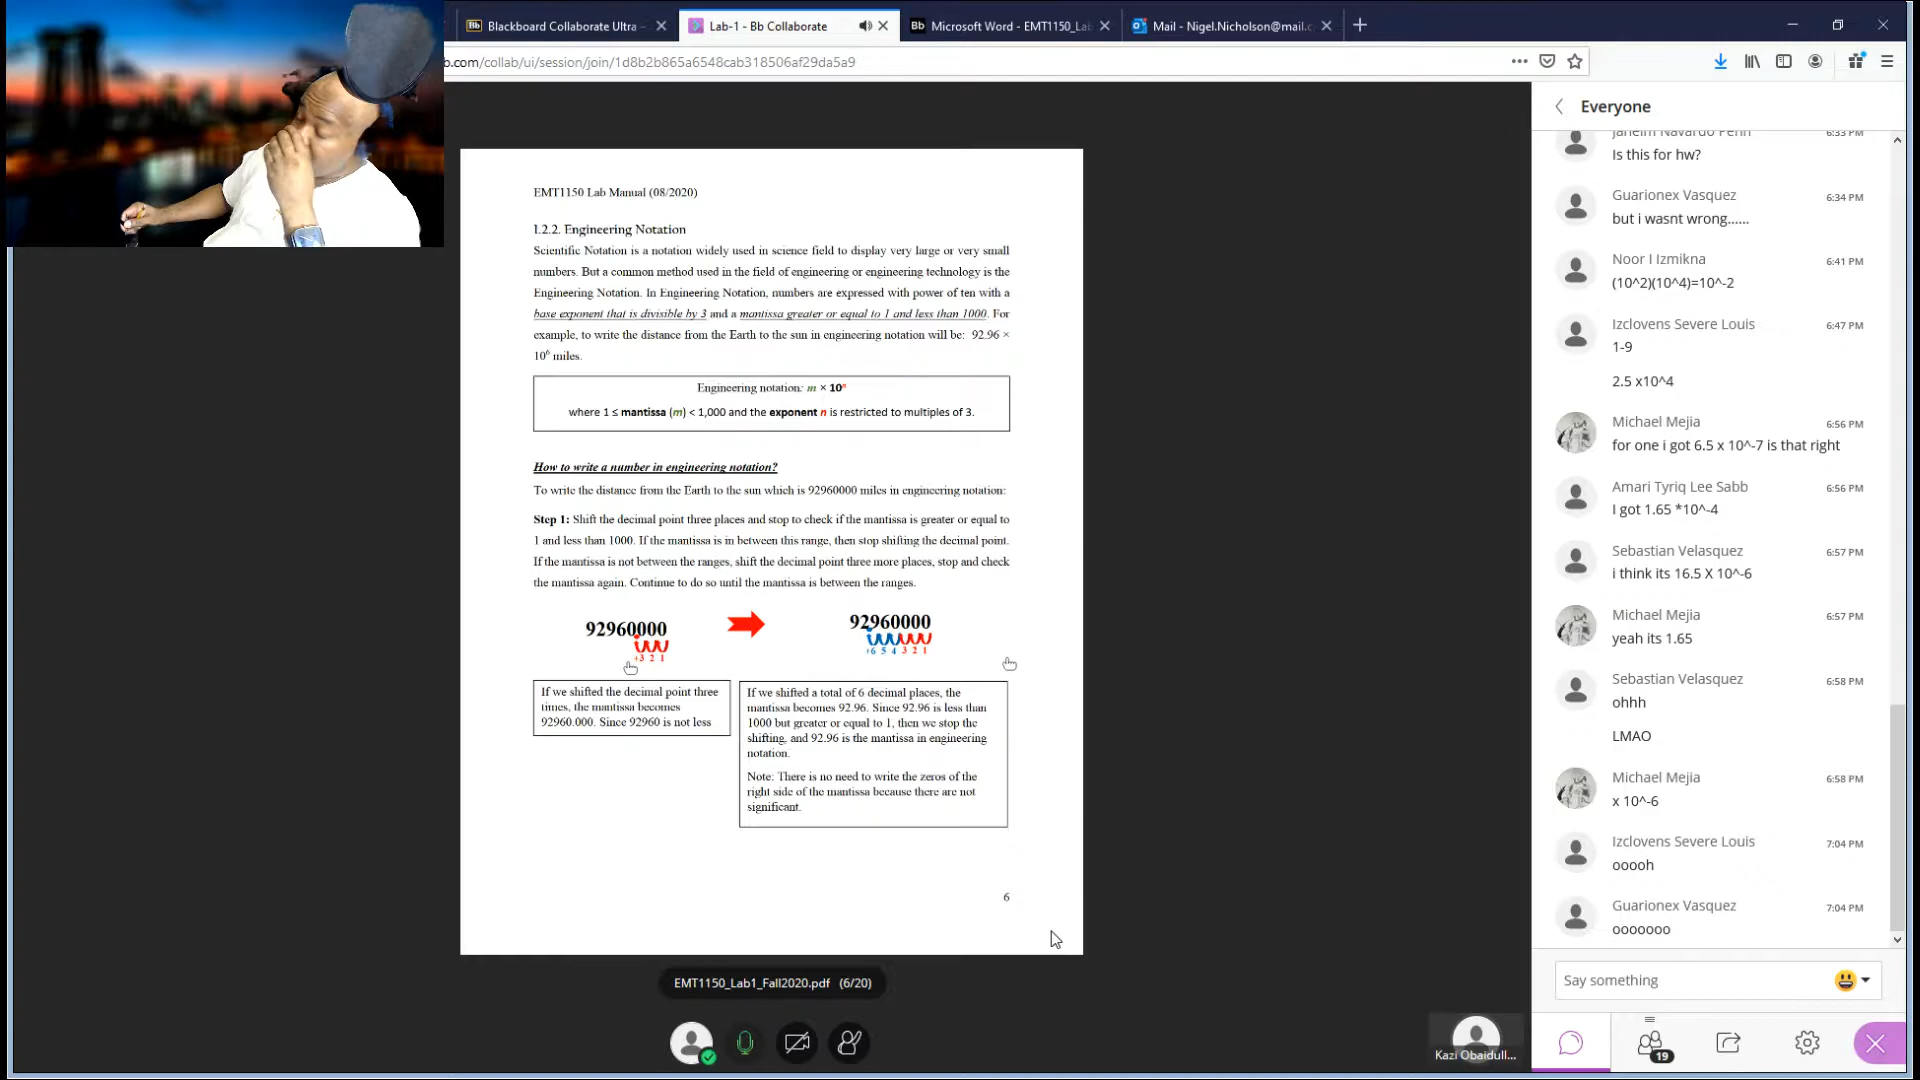 Blackboard Collaborate Ultra –
Lab-1 - Bb Collaborate
Microsoft Word - EMT1150_La
Mail - Nigel.Nicholson@mail.c
b.com/collab/ui/session/join/1d8b2b865a6548cab318506af29da5a9
EMT1150 Lab Manual (08/2020)
1.2.2. Engineering Notation
Scientific Notation is a notation widely used in science field to display very large or very small
numbers. But a common method used in the field of engineering or engineering technology is the
Engineering Notation. In Engineering Notation, numbers are expressed with power of ten with a
base exponent that is divisible by 3 and a mantissa greater or equal to 1 and less than 1000. For
example, to write the distance from the Earth to the sun in engineering notation will be: 92.96 ×
10⁶ miles.
Engineering notation: m × 10ⁿ
where 1 ≤ mantissa (m) < 1,000 and the exponent n is restricted to multiples of 3.
How to write a number in engineering notation?
To write the distance from the Earth to the sun which is 92960000 miles in engineering notation:
Step 1: Shift the decimal point three places and stop to check if the mantissa is greater or equal to
1 and less than 1000. If the mantissa is in between this range, then stop shifting the decimal point.
If the mantissa is not between the ranges, shift the decimal point three more places, stop and check
the mantissa again. Continue to do so until the mantissa is between the ranges.
92960000
+3 2 1
92960000
+6 5 4 3 2 1
If we shifted the decimal point three
times, the mantissa becomes
92960.000. Since 92960 is not less
If we shifted a total of 6 decimal places, the
mantissa becomes 92.96. Since 92.96 is less than
1000 but greater or equal to 1, then we stop the
shifting, and 92.96 is the mantissa in engineering
notation.
Note: There is no need to write the zeros of the
right side of the mantissa because there are not
significant.
6
EMT1150_Lab1_Fall2020.pdf (6/20)
Kazi Obaidull...
Everyone
6:33 PM
Is this for hw?
Guarionex Vasquez 6:34 PM
but i wasnt wrong......
Noor I Izmikna 6:41 PM
(10^2)(10^4)=10^-2
Izclovens Severe Louis 6:47 PM
1-9
2.5 x10^4
Michael Mejia 6:56 PM
for one i got 6.5 x 10^-7 is that right
Amari Tyriq Lee Sabb 6:56 PM
I got 1.65 *10^-4
Sebastian Velasquez 6:57 PM
i think its 16.5 X 10^-6
Michael Mejia 6:57 PM
yeah its 1.65
Sebastian Velasquez 6:58 PM
ohhh
LMAO
Michael Mejia 6:58 PM
x 10^-6
Izclovens Severe Louis 7:04 PM
ooooh
Guarionex Vasquez 7:04 PM
ooooooo
Say something
19